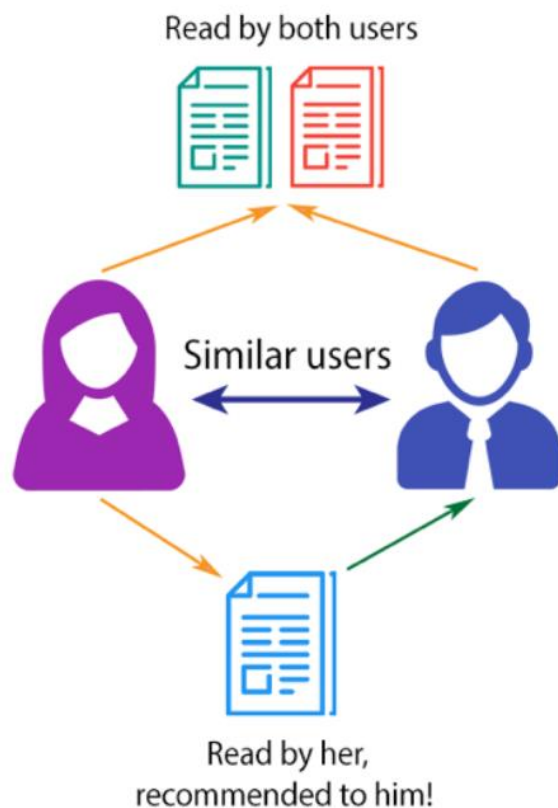 Read by both users
Similar users
Read by her,
recommended to him!